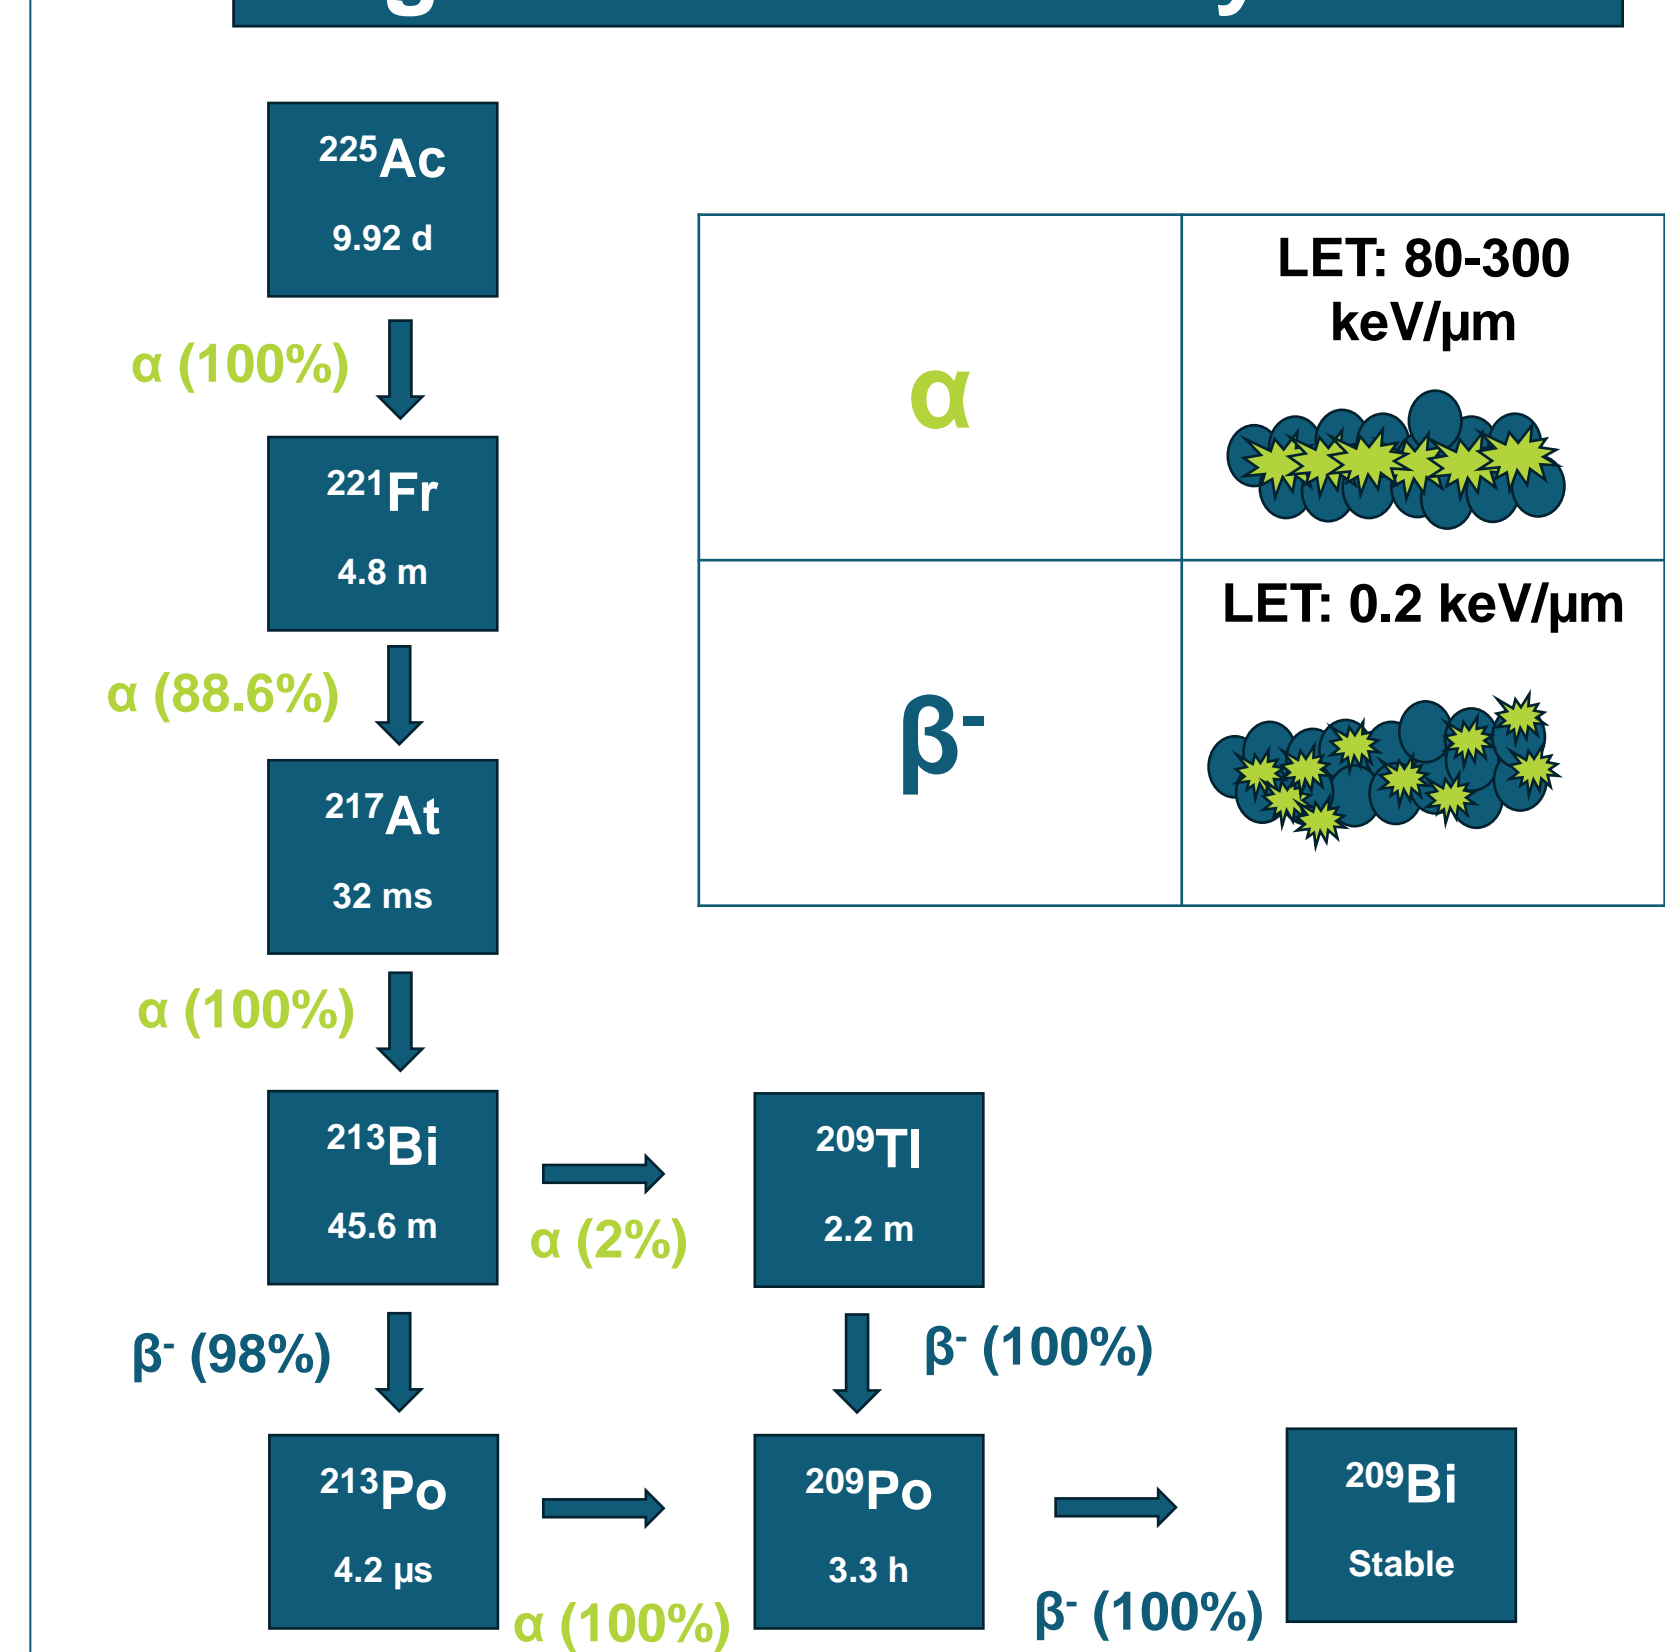 ²²⁵Ac
9.92 d
α (100%)
²²¹Fr
4.8 m
α (88.6%)
²¹⁷At
32 ms
α (100%)
²¹³Bi
45.6 m
α (2%)
²⁰⁹Tl
2.2 m
β⁻ (98%)
β⁻ (100%)
²¹³Po
4.2 µs
α (100%)
²⁰⁹Po
3.3 h
β⁻ (100%)
²⁰⁹Bi
Stable
α
LET: 80-300
keV/µm
β⁻
LET: 0.2 keV/µm